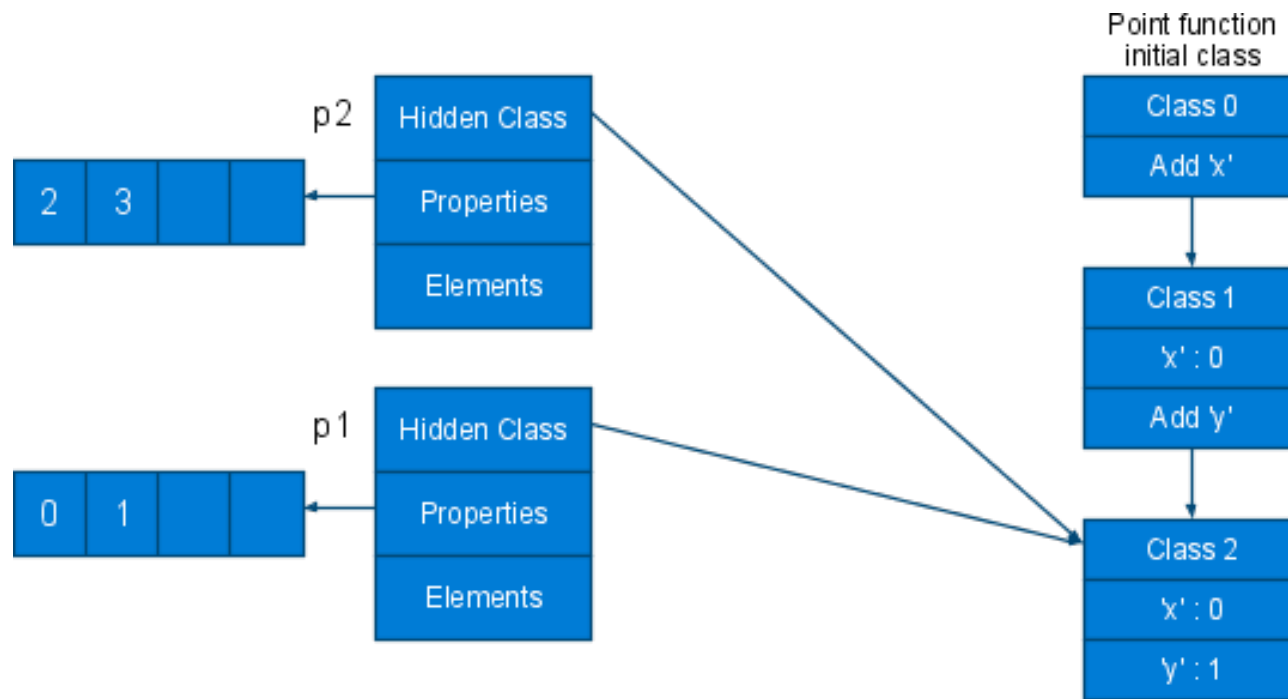 Point function
initial class
p2
Hidden Class
Properties
Elements
2 3
p1
Hidden Class
Properties
Elements
0 1
Class 0
Add 'x'
Class 1
'x' : 0
Add 'y'
Class 2
'x' : 0
'y' : 1